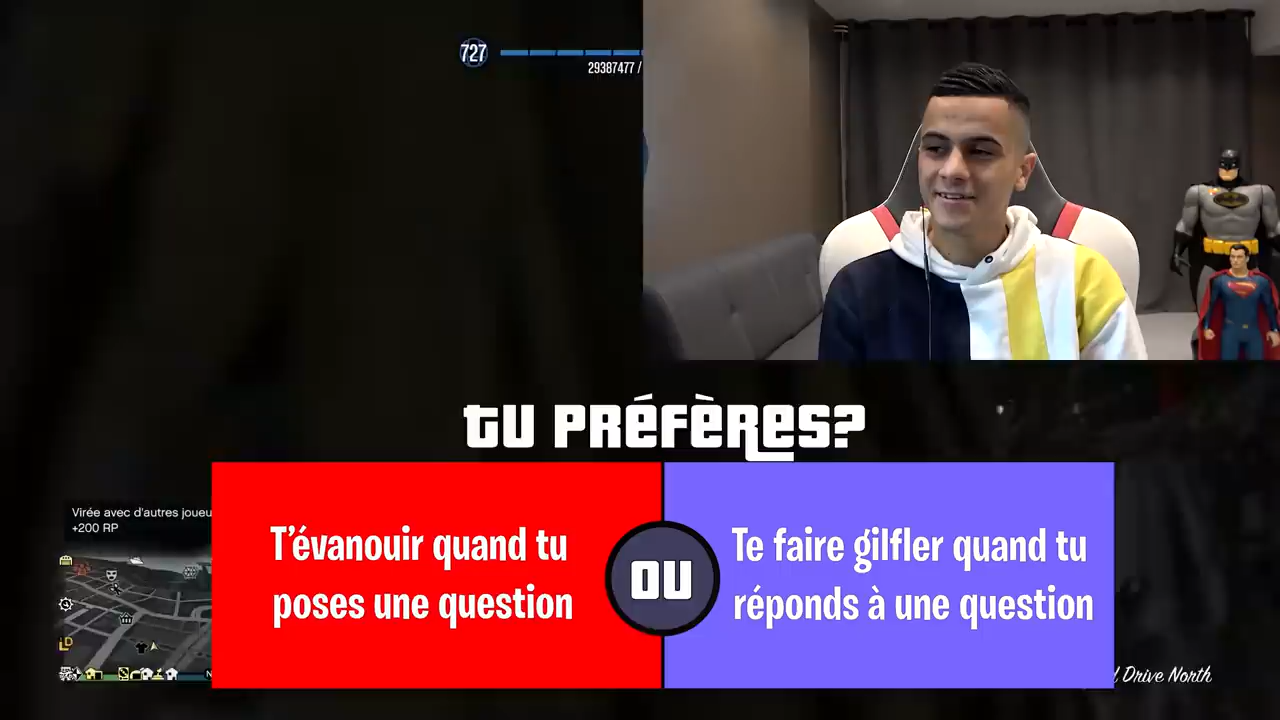 727
29387477 /
TU PRÉFÈRES?
T'évanouir quand tu
poses une question
OU
Te faire gilfler quand tu
réponds à une question
Virée avec d'autres joueu
+200 RP
Drive North